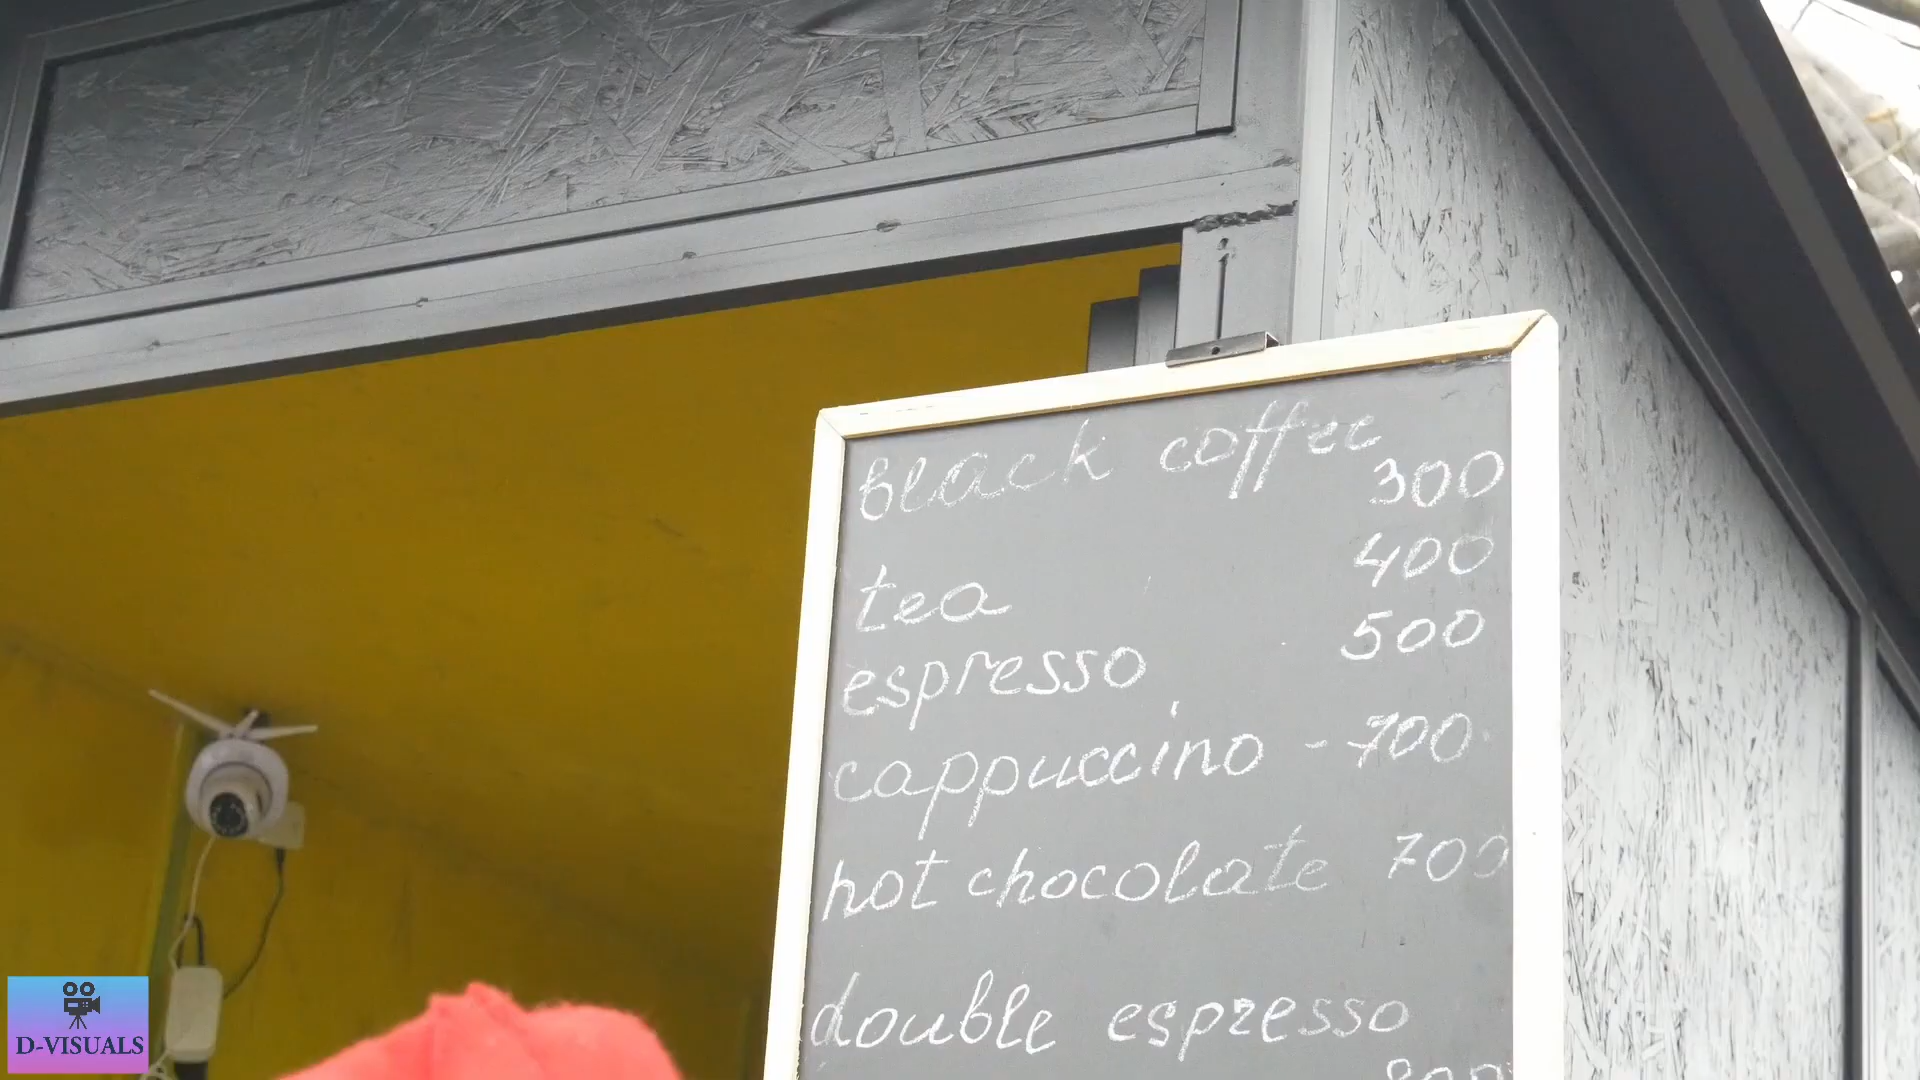 black coffee
300
400
tea
500
espresso
cappuccino - 700
hot chocolate 700
double espresso
D-VISUALS